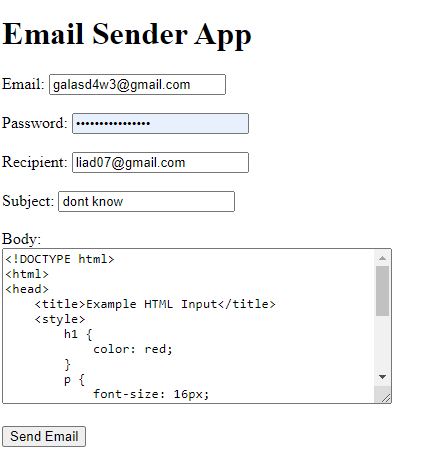 Email Sender App
Email: galasd4w3@gmail.com
Password: ••••••••••••••••
Recipient: liad07@gmail.com
Subject: dont know
Body:
<!DOCTYPE html>
<html>
<head>
    <title>Example HTML Input</title>
    <style>
        h1 {
            color: red;
        }
        p {
            font-size: 16px;
Send Email